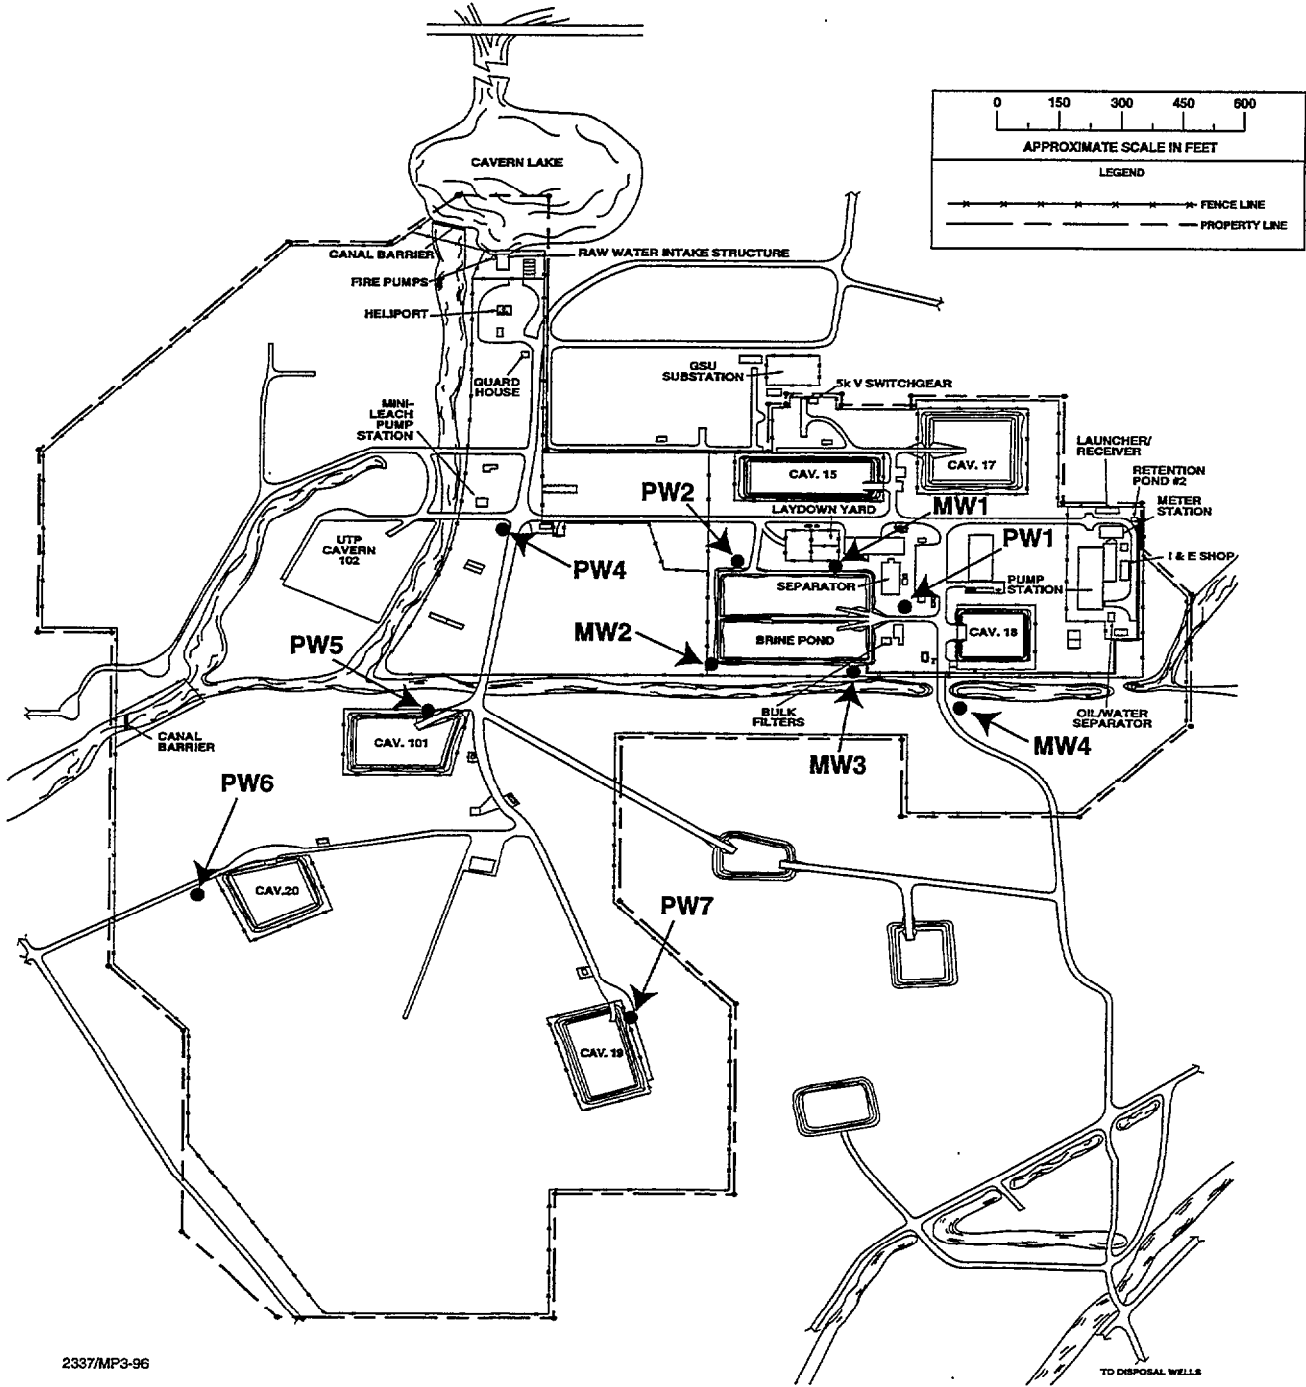 0 150 300 450 600
APPROXIMATE SCALE IN FEET
LEGEND
FENCE LINE
PROPERTY LINE
CAVERN LAKE
CANAL BARRIER
RAW WATER INTAKE STRUCTURE
FIRE PUMPS
HELIPORT
GUARD
HOUSE
GSU
SUBSTATION
5k V SWITCHGEAR
MINI-
LEACH
PUMP
STATION
LAUNCHER/
RECEIVER
CAV. 15
CAV. 17
RETENTION
POND #2
METER
STATION
PW2
LAYDOWN YARD
MW1
UTP
CAVERN
102
PW4
PW1
I & E SHOP
SEPARATOR
PUMP
STATION
MW2
BRINE POND
CAV. 18
PW5
BULK
FILTERS
OIL/WATER
SEPARATOR
CANAL
BARRIER
CAV. 101
MW3
MW4
PW6
CAV.20
PW7
CAV. 19
2337/MP3-96
TO DISPOSAL WELLS